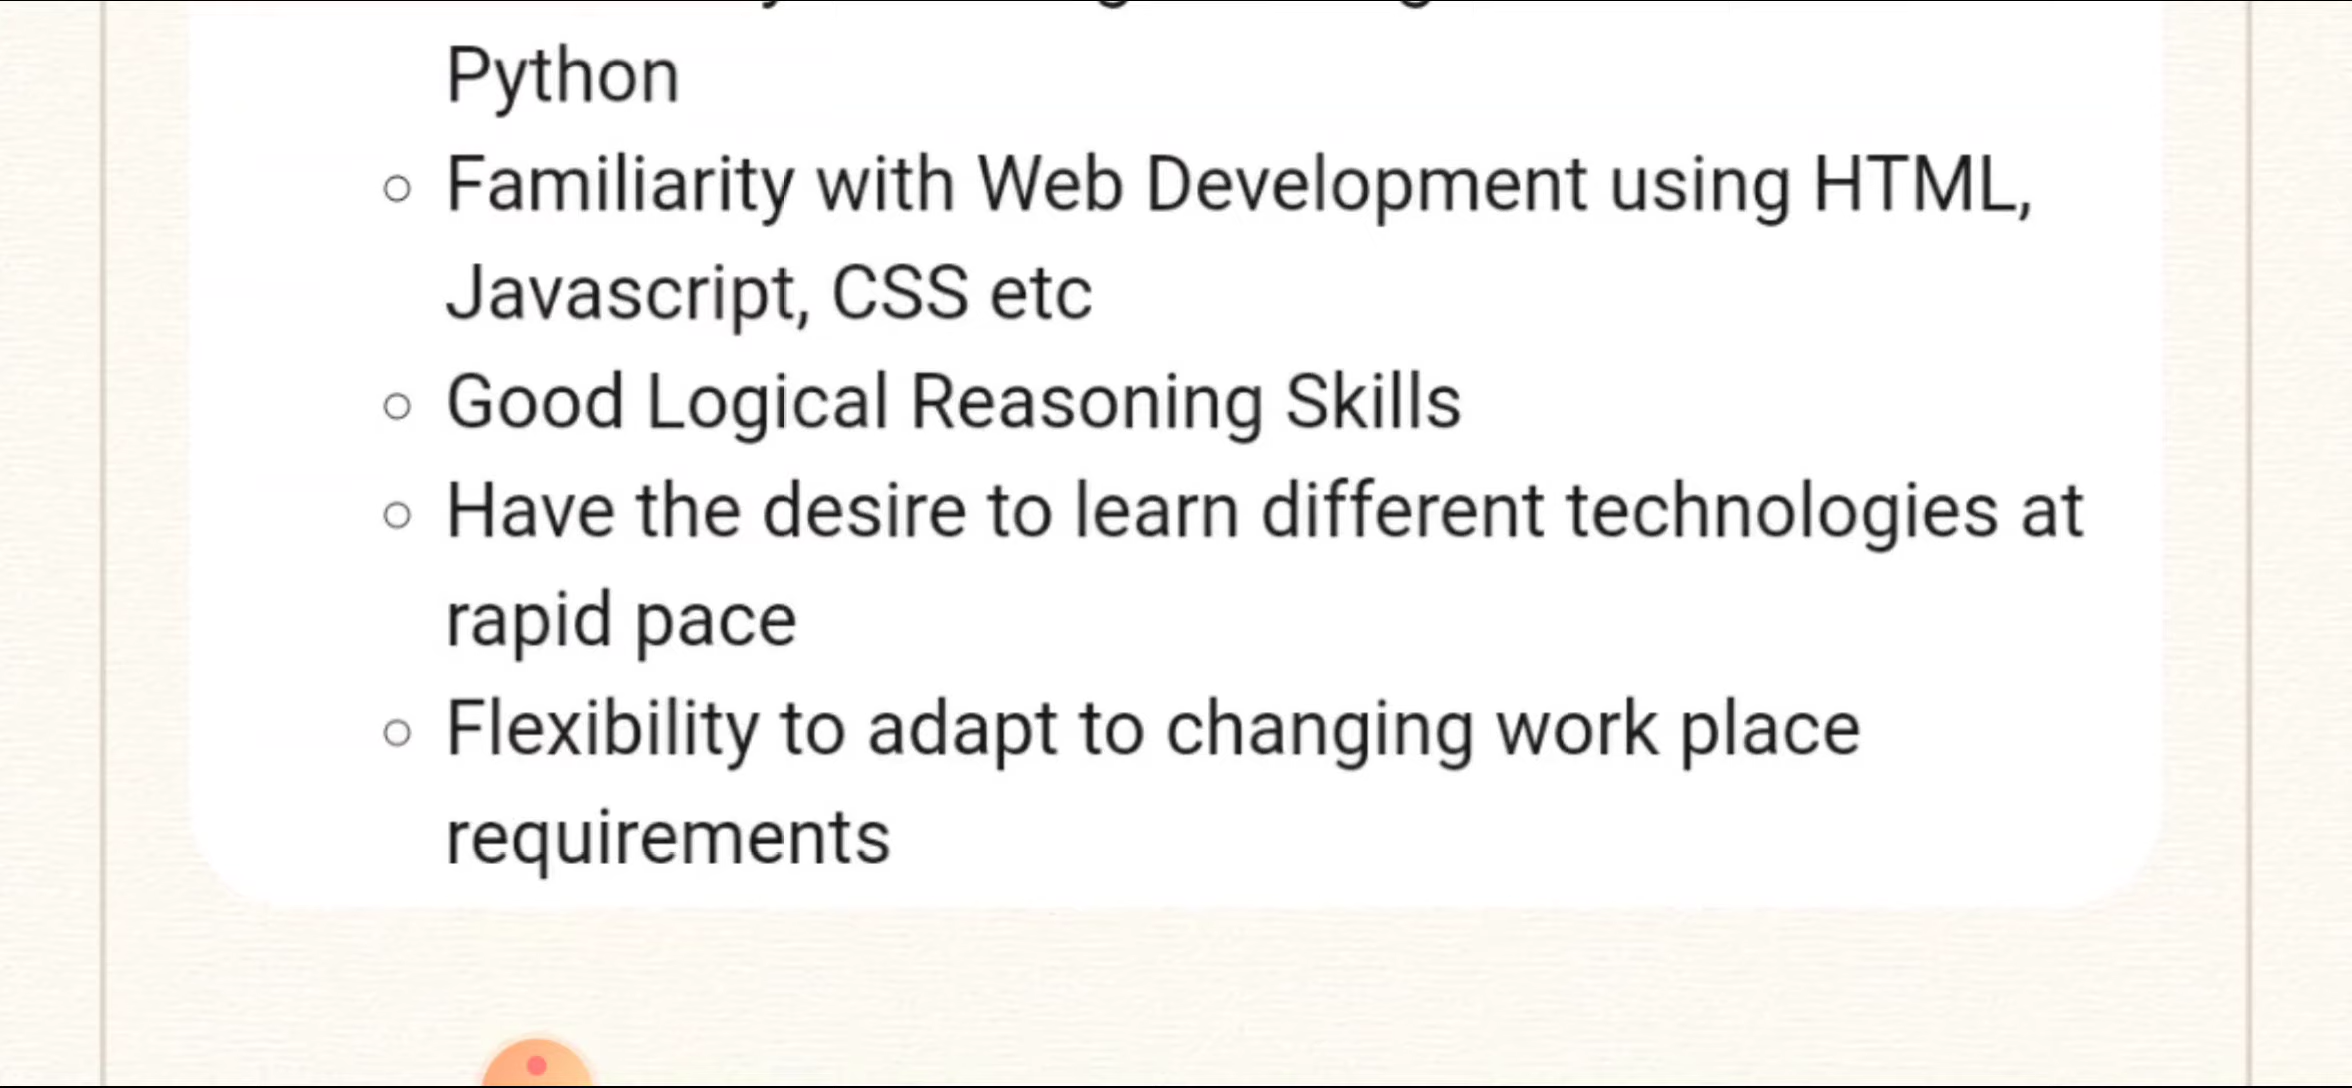 Python
Familiarity with Web Development using HTML,
Javascript, CSS etc
Good Logical Reasoning Skills
Have the desire to learn different technologies at
rapid pace
Flexibility to adapt to changing work place
requirements